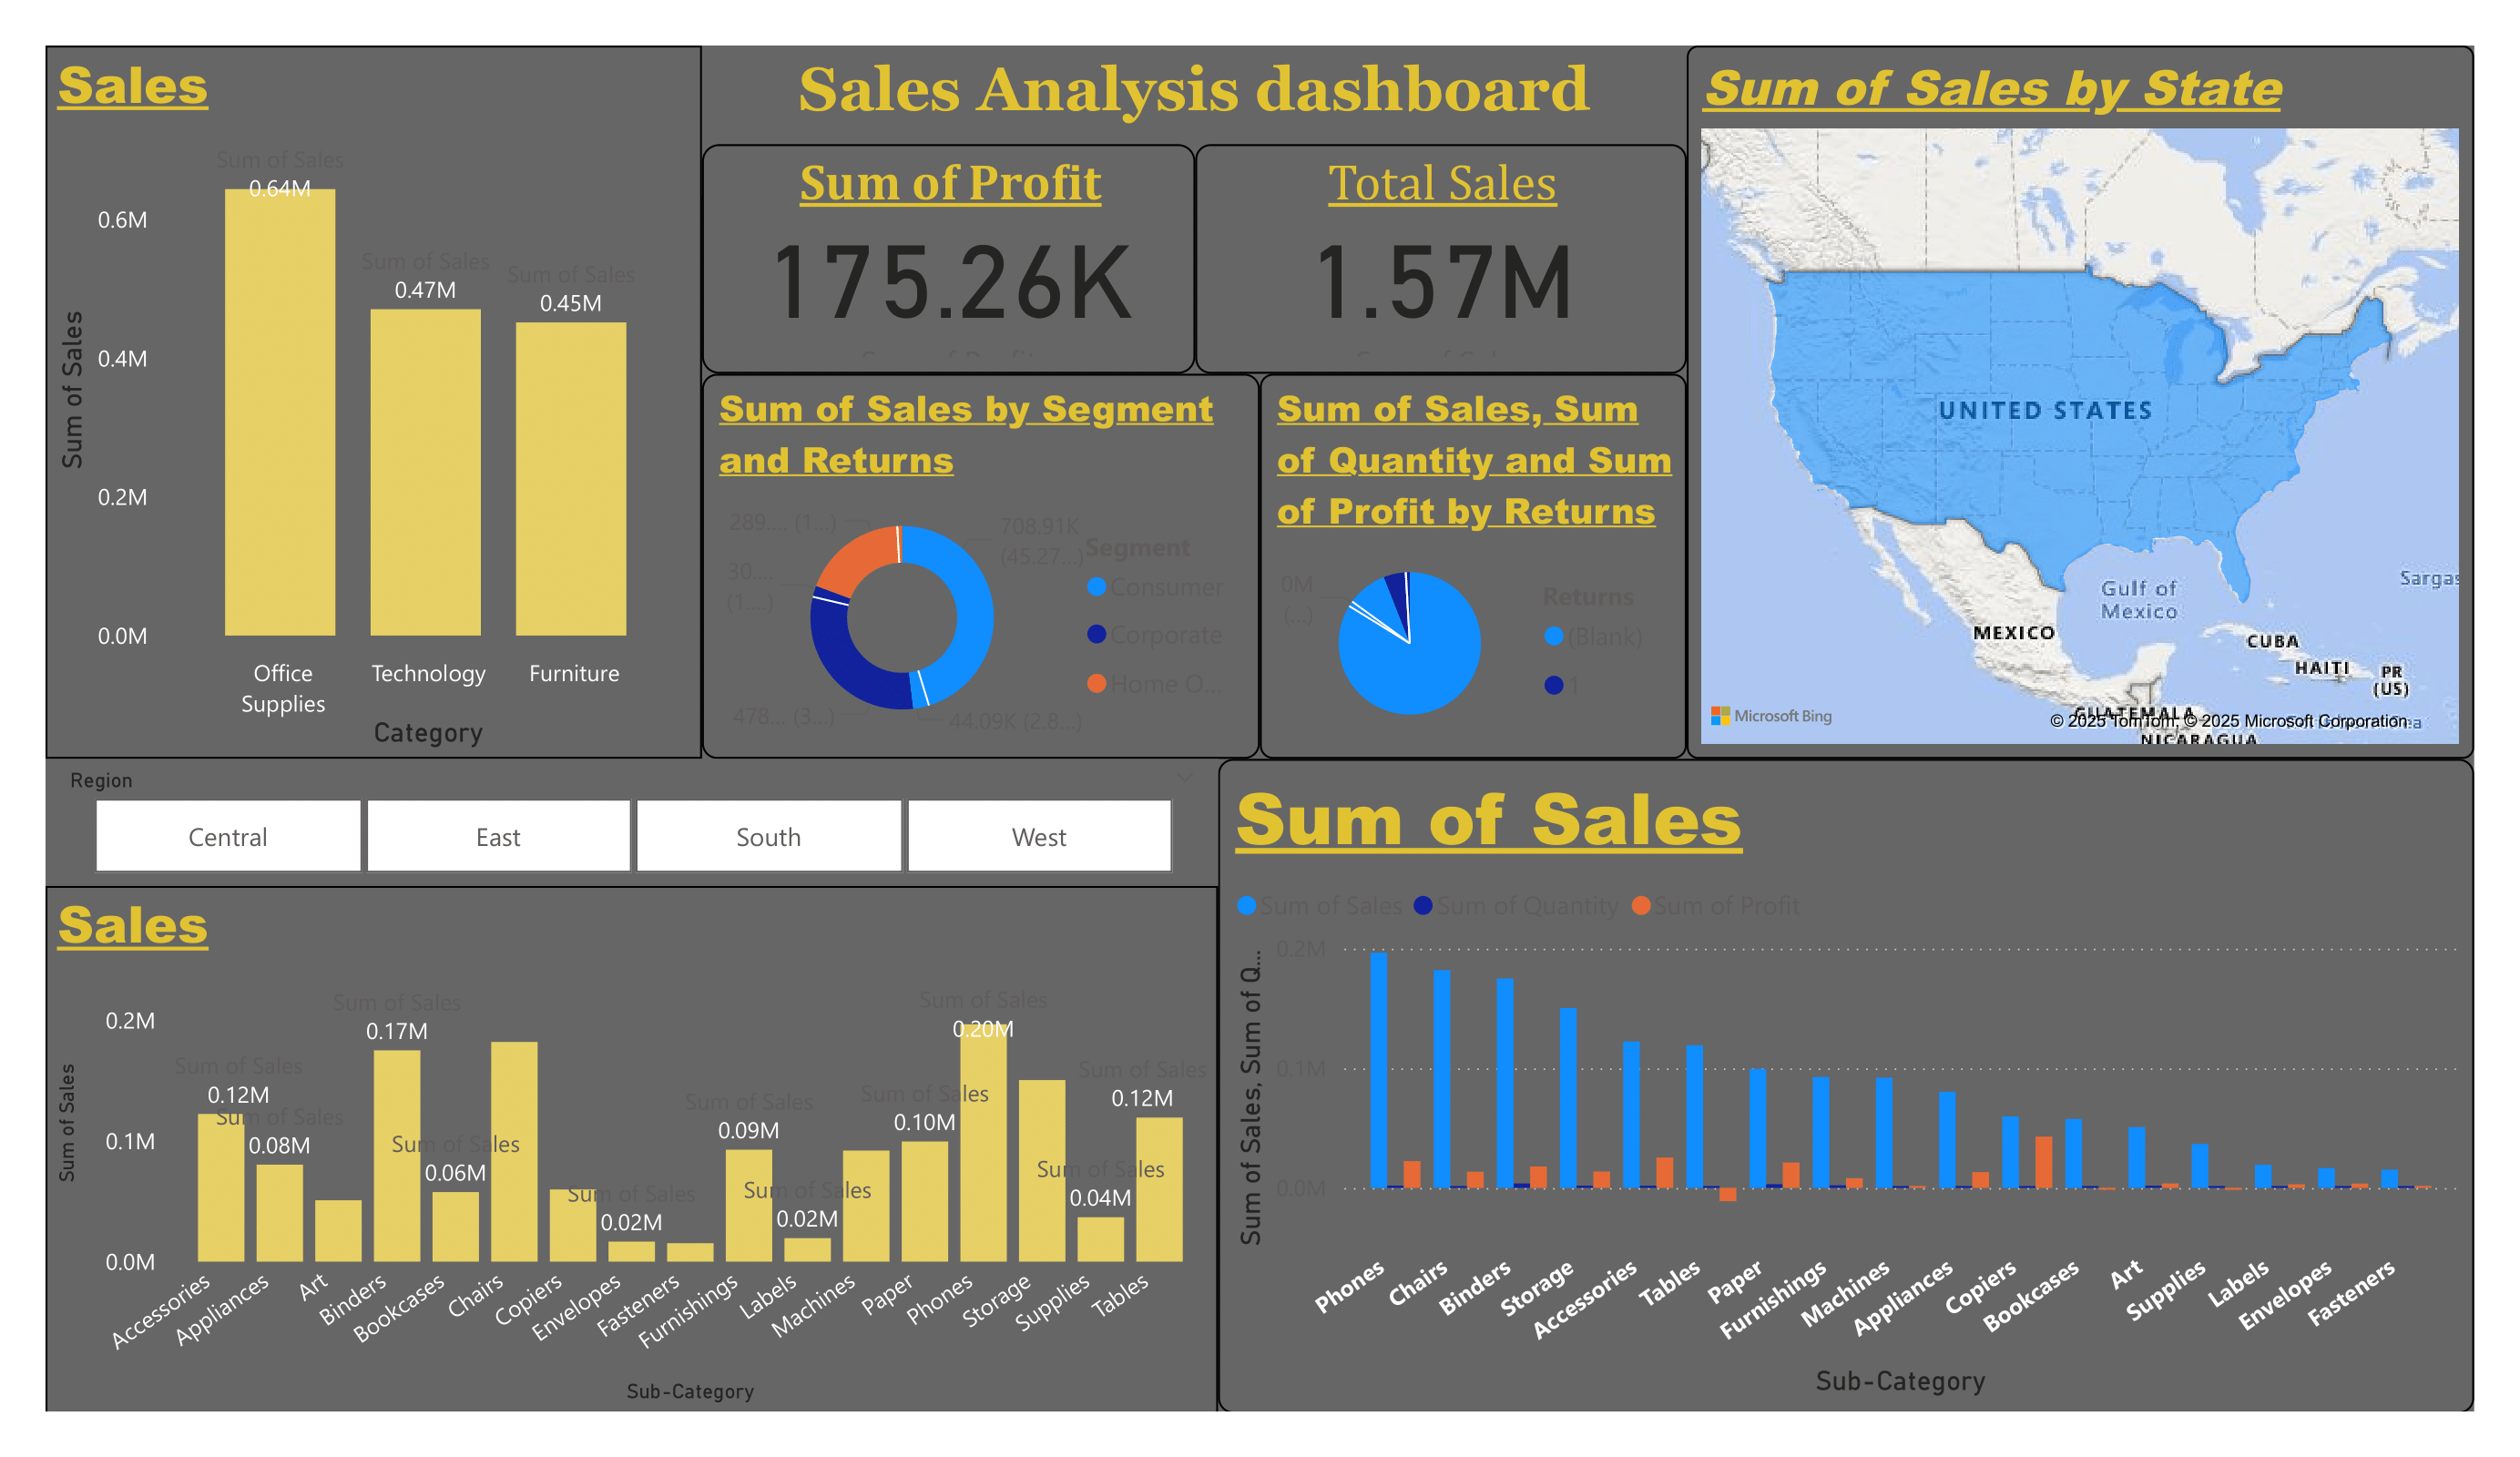 Sales
Sum of Sales
0.64M
Sum of Sales
0.47M
Sum of Sales
0.45M
0.6M
0.4M
0.2M
0.0M
Sum of Sales
Office
Supplies
Technology
Furniture
Category
Sales Analysis dashboard
Sum of Profit
175.26K
Total Sales
1.57M
Sum of Sales by Segment
and Returns
289... (1...)
708.91K
(45.27...)
30....
(1....)
478... (3...)
44.09K (2.8...)
Segment
Consumer
Corporate
Home O...
Sum of Sales, Sum
of Quantity and Sum
of Profit by Returns
0M
(...)
Returns
(Blank)
1
Sum of Sales by State
UNITED STATES
Gulf of
Mexico
MEXICO
CUBA
HAITI
PR
(US)
GUATEMALA
NICARAGUA
Sargas
Microsoft Bing
© 2025 TomTom, © 2025 Microsoft Corporation
Region
Central
East
South
West
Sales
Sum of Sales
0.2M
0.1M
0.0M
Sum of Sales
0.12M
Sum of Sales
0.08M
Sum of Sales
0.17M
Sum of Sales
0.06M
Sum of Sales
0.02M
Sum of Sales
0.09M
Sum of Sales
0.02M
Sum of Sales
0.10M
Sum of Sales
0.20M
Sum of Sales
0.04M
Sum of Sales
0.12M
Accessories
Appliances
Art
Binders
Bookcases
Chairs
Copiers
Envelopes
Fasteners
Furnishings
Labels
Machines
Paper
Phones
Storage
Supplies
Tables
Sub-Category
Sum of Sales
Sum of Sales
Sum of Quantity
Sum of Profit
Sum of Sales, Sum of Q...
0.2M
0.1M
0.0M
Phones
Chairs
Binders
Storage
Accessories
Tables
Paper
Furnishings
Machines
Appliances
Copiers
Bookcases
Art
Supplies
Labels
Envelopes
Fasteners
Sub-Category